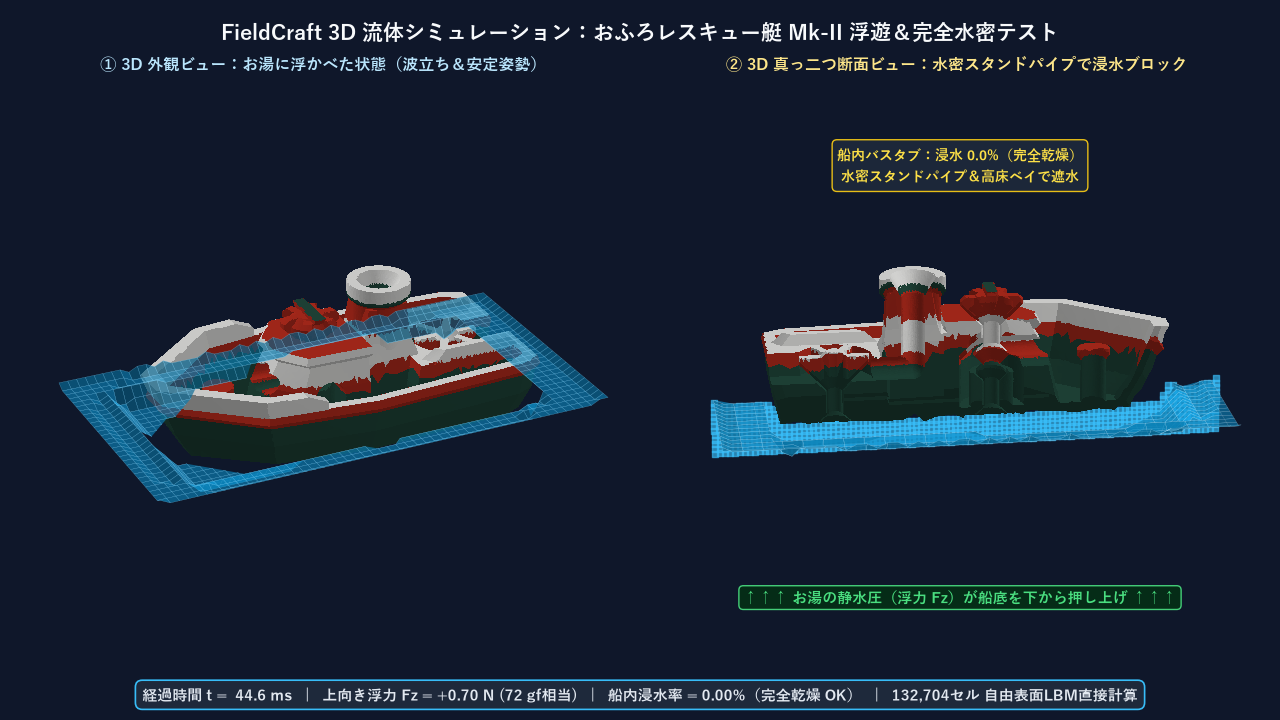 FieldCraft 3D 流体シミュレーション：おふろレスキュー艇 Mk-II 浮遊＆完全水密テスト
① 3D 外観ビュー：お湯に浮かべた状態（波立ち＆安定姿勢）
② 3D 真っ二つ断面ビュー：水密スタンドパイプで浸水ブロック
船内バスタブ：浸水 0.0%（完全乾燥）
水密スタンドパイプ＆高床ベイで遮水
↑ ↑ ↑ お湯の静水圧（浮力 Fz）が船底を下から押し上げ ↑ ↑ ↑
経過時間 t = 44.6 ms ｜ 上向き浮力 Fz = +0.70 N (72 gf相当) ｜ 船内浸水率 = 0.00%（完全乾燥 OK） ｜ 132,704セル 自由表面LBM直接計算